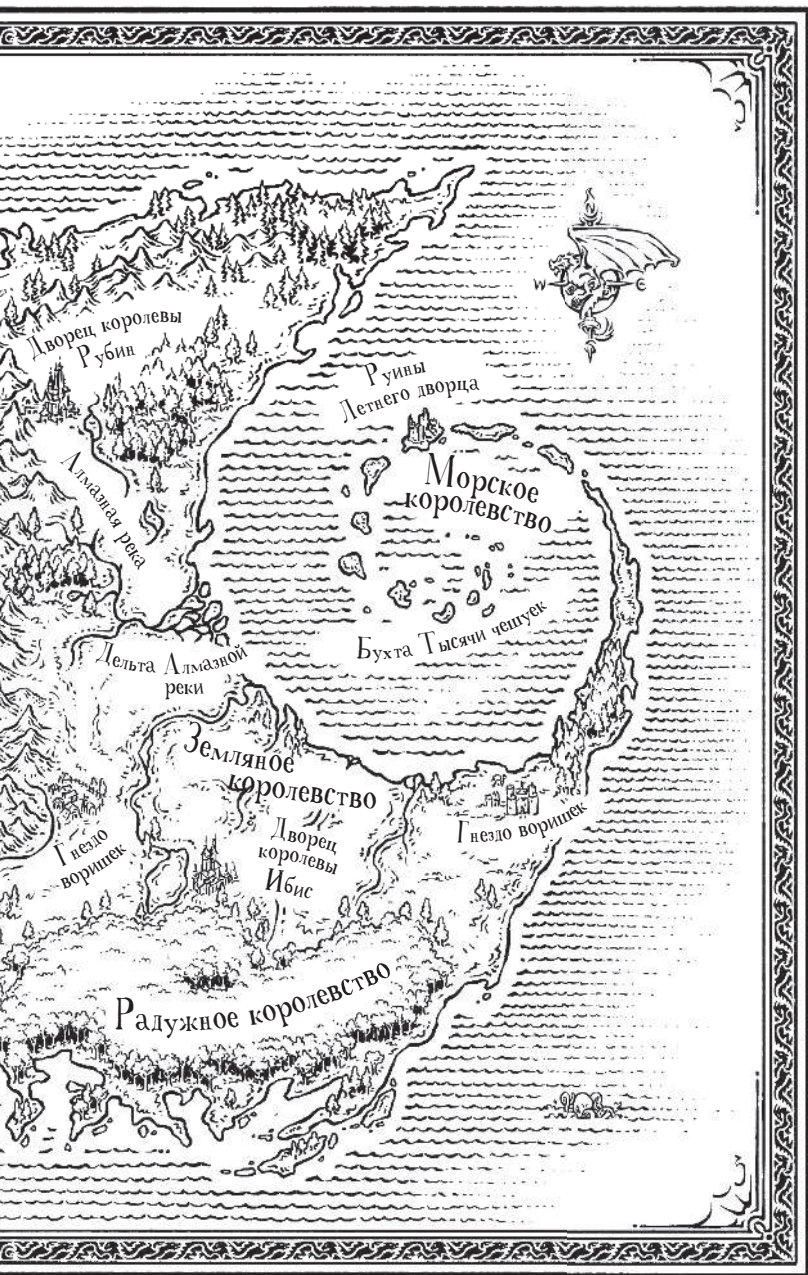 W
E
Дворец королевы
Рубин
Руины
Летнего дворца
Морское
королевство
Алмазная река
Бухта Тысячи чешуек
Дельта Алмазной
реки
Земляное
королевство
Гнездо
воришек
Дворец
королевы
Ибис
Гнездо воришек
Радужное королевство